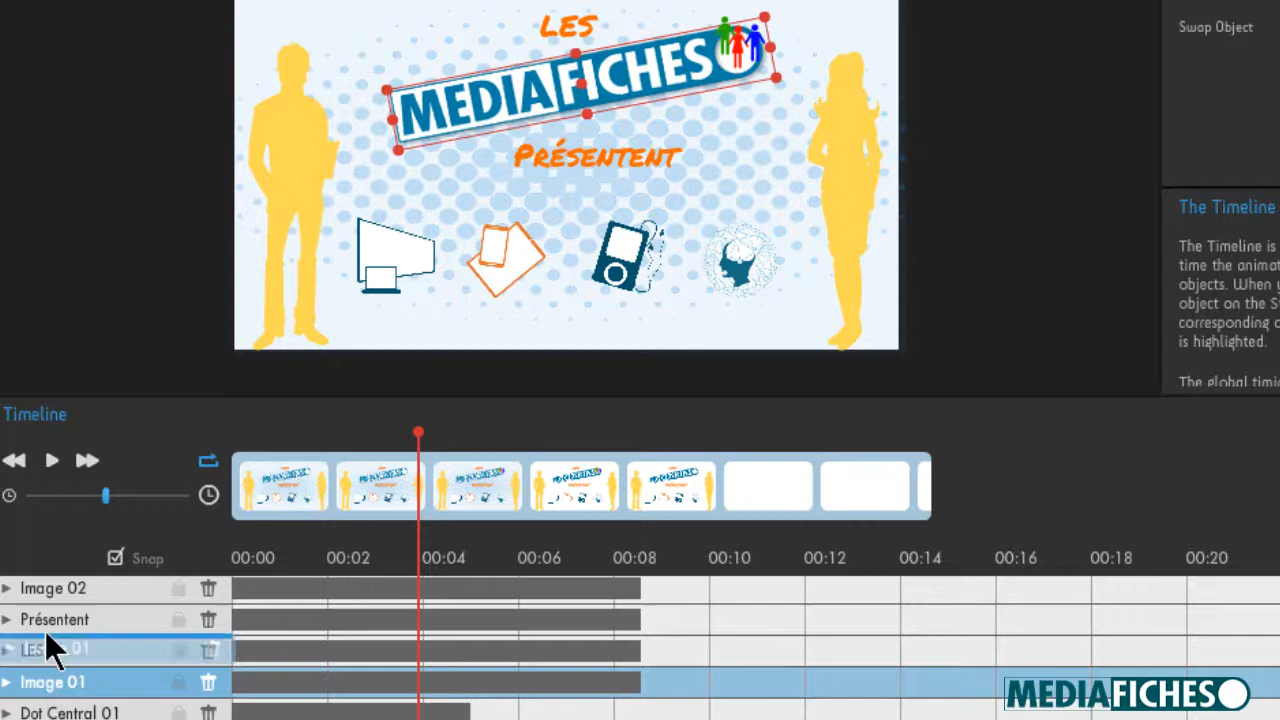 LES
MEDIAFICHES
PRÉSENTENT
Swap Object
The Timeline
The Timeline is
time the animat
objects. When y
object on the S
corresponding o
is highlighted.
The global timi
Timeline
Snap
00:00 00:02 00:04 00:06 00:08 00:10 00:12 00:14 00:16 00:18 00:20
Image 02
Présentent
LES
Image 01
Dot Central 01
MEDIAFICHES